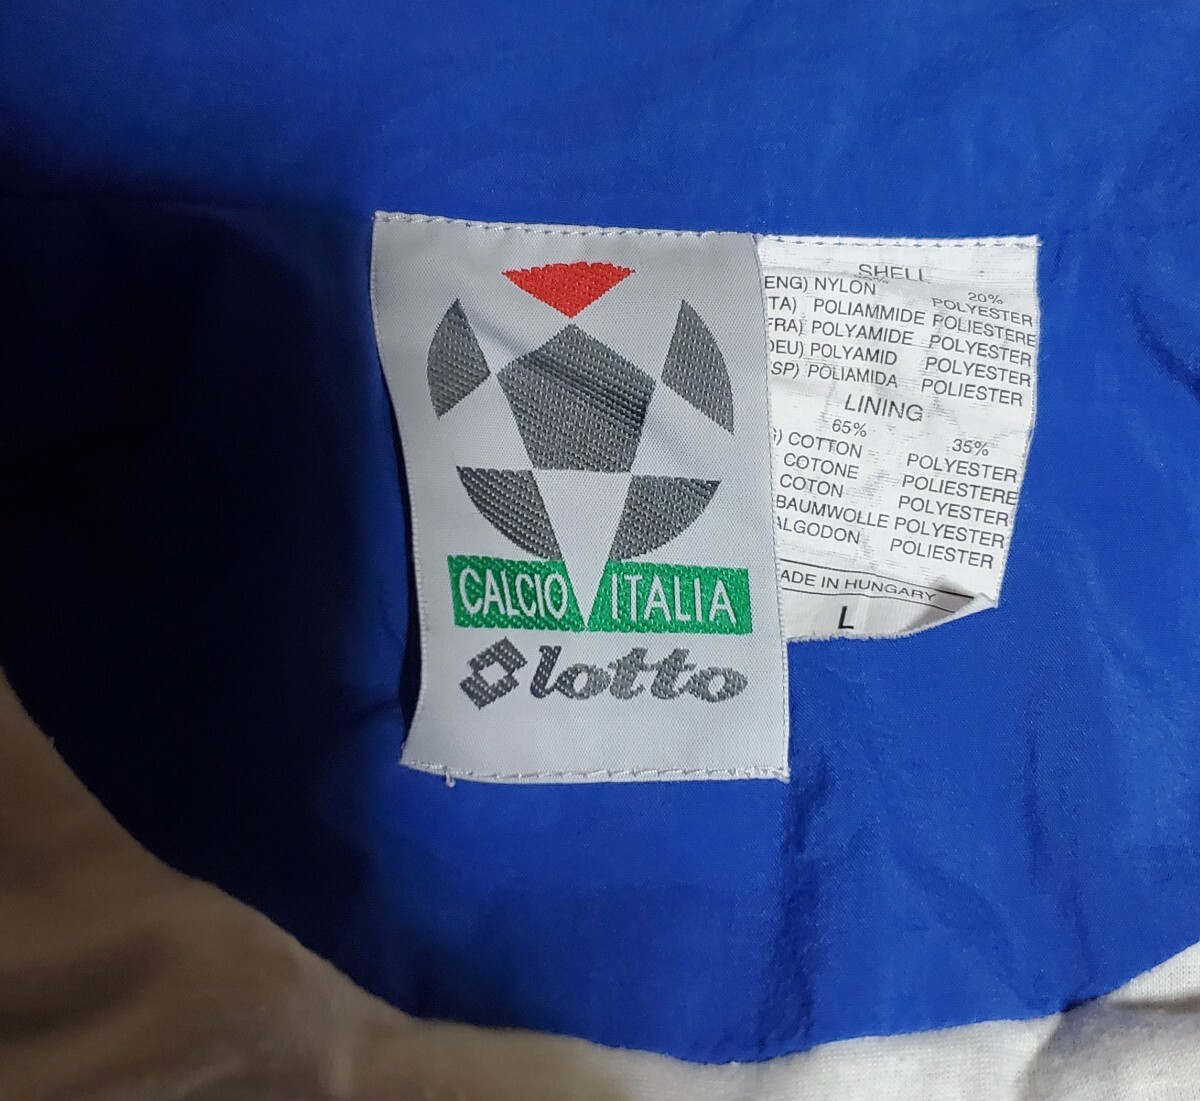 SHELL
20%
ENG) NYLON POLYESTER
TA) POLIAMMIDE POLIESTERE
FRA) POLYAMIDE POLYESTER
DEU) POLYAMID POLYESTER
SP) POLIAMIDA POLIESTER
LINING
65% 35%
) COTTON POLYESTER
COTONE POLIESTERE
COTON POLYESTER
BAUMWOLLE POLYESTER
ALGODON POLIESTER
ADE IN HUNGARY
L
CALCIO ITALIA
lotto